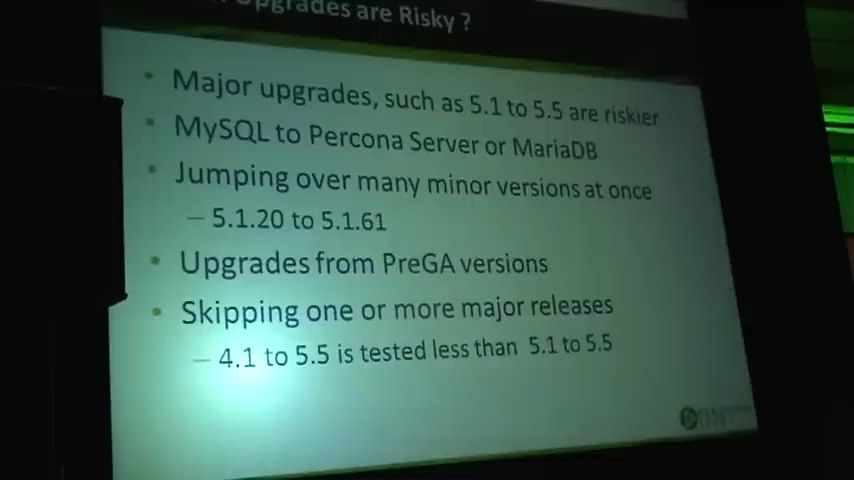 Upgrades are Risky ?
• Major upgrades, such as 5.1 to 5.5 are riskier
• MySQL to Percona Server or MariaDB
• Jumping over many minor versions at once
– 5.1.20 to 5.1.61
• Upgrades from PreGA versions
• Skipping one or more major releases
– 4.1 to 5.5 is tested less than 5.1 to 5.5